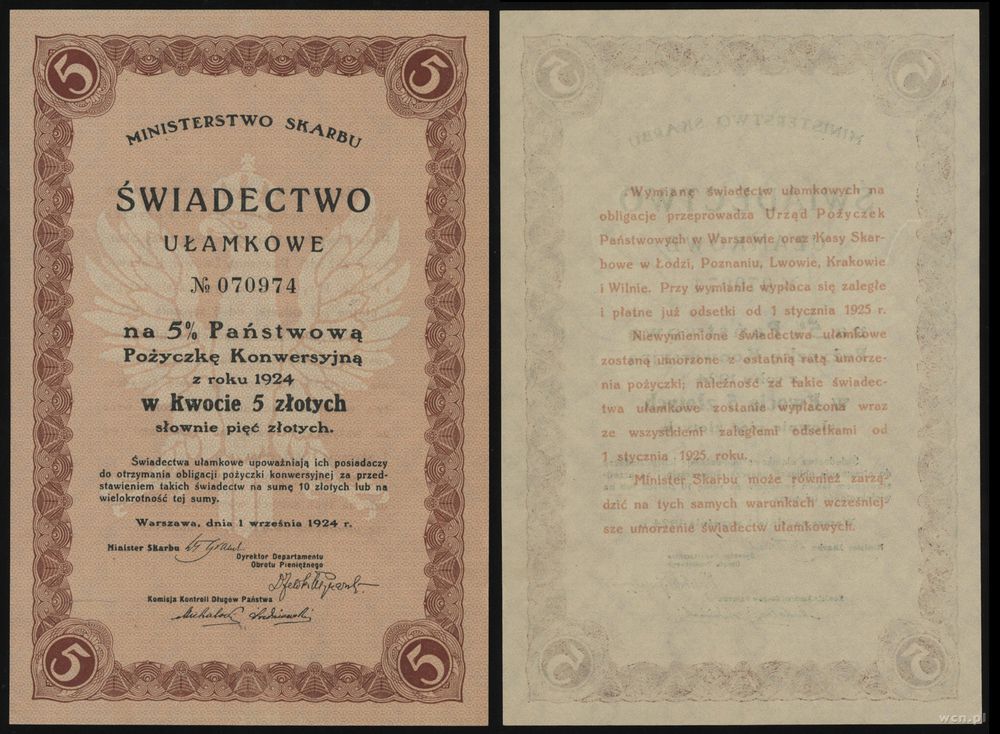 5 5
MINISTERSTWO SKARBU
ŚWIADECTWO
UŁAMKOWE
№ 070974
na 5% Państwową
Pożyczkę Konwersyjną
z roku 1924
w kwocie 5 złotych
słownie pięć złotych.
Świadectwa ułamkowe upoważniają ich posiadaczy
do otrzymania obligacji pożyczki konwersyjnej za przed-
stawieniem takich świadectw na sumę 10 złotych lub na
wielokrotność tej sumy.
Warszawa, dnia 1 września 1924 r.
Minister Skarbu
Dyrektor Departamentu
Obrotu Pieniężnego
Komisja Kontroli Długów Państwa
5 5
Wymianę świadectw ułamkowych na
obligacje przeprowadza Urząd Pożyczek
Państwowych w Warszawie oraz Kasy Skar-
bowe w Łodzi, Poznaniu, Lwowie, Krakowie
i Wilnie. Przy wymianie wypłaca się zaległe
i płatne już odsetki od 1 stycznia 1925 r.
Niewymienione świadectwa ułamkowe
zostaną umorzone z ostatnią ratą umorze-
nia pożyczki; należność za takie świadec-
twa ułamkowe zostanie wypłacona wraz
ze wszystkiemi zaległemi odsetkami od
1 stycznia 1925 roku.
Minister Skarbu może również zarzą-
dzić na tych samych warunkach wcześniej-
sze umorzenie świadectw ułamkowych.
wcn.pl